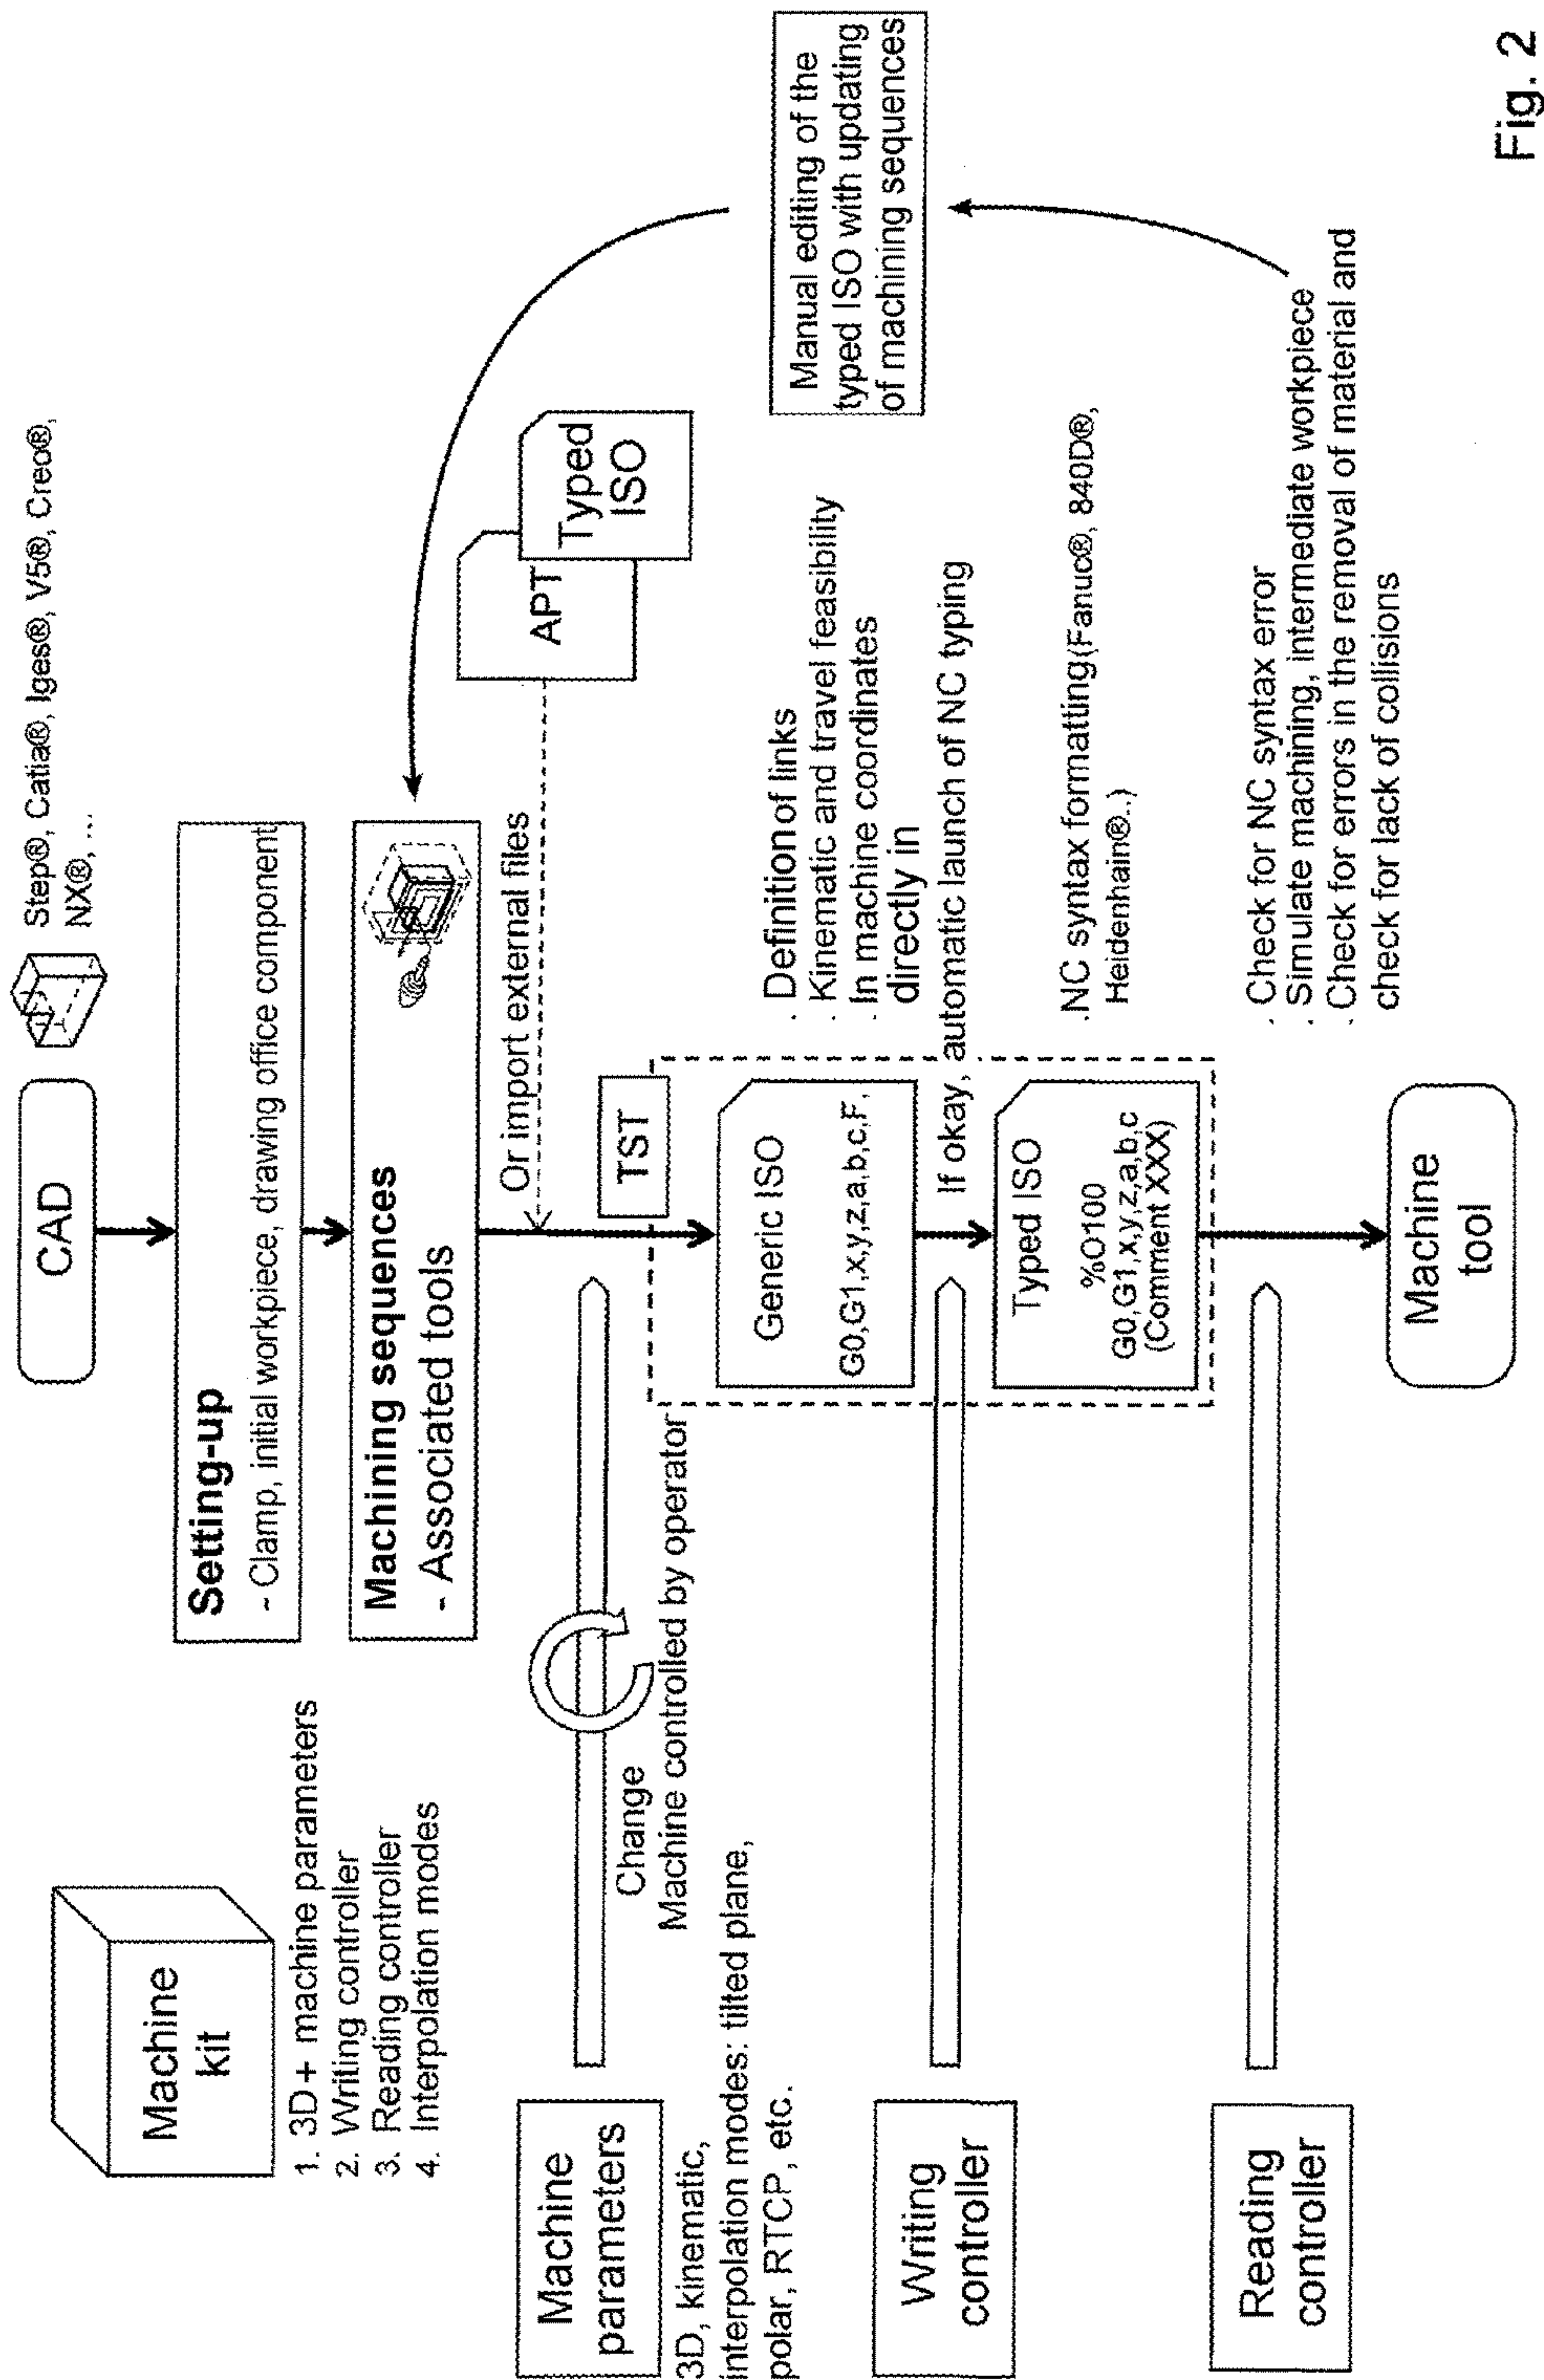 CAD
Step®, Catia®, Iges®, V5®, Creo®,
NX®, ...
Machine
kit
1. 3D+ machine parameters
2. Writing controller
3. Reading controller
4. Interpolation modes
Setting-up
- Clamp, initial workpiece, drawing office component
Machining sequences
- Associated tools
Or import external files
APT
Typed
ISO
Machine
parameters
3D, kinematic,
interpolation modes: tilted plane,
polar, RTCP, etc.
Change
Machine controlled by operator
TST
Generic ISO
G0,G1,x,y,z,a,b,c,F,
. Definition of links
. Kinematic and travel feasibility
. In machine coordinates
directly in
Manual editing of the
typed ISO with updating
of machining sequences
If okay, automatic launch of NC typing
Writing
controller
Typed ISO
%O100
G0,G1,x,y,z,a,b,c
(Comment XXX)
.NC syntax formatting(Fanuc®, 840D®,
Heidenhain®..)
Reading
controller
. Check for NC syntax error
. Simulate machining, intermediate workpiece
. Check for errors in the removal of material and
check for lack of collisions
Machine
tool
Fig. 2